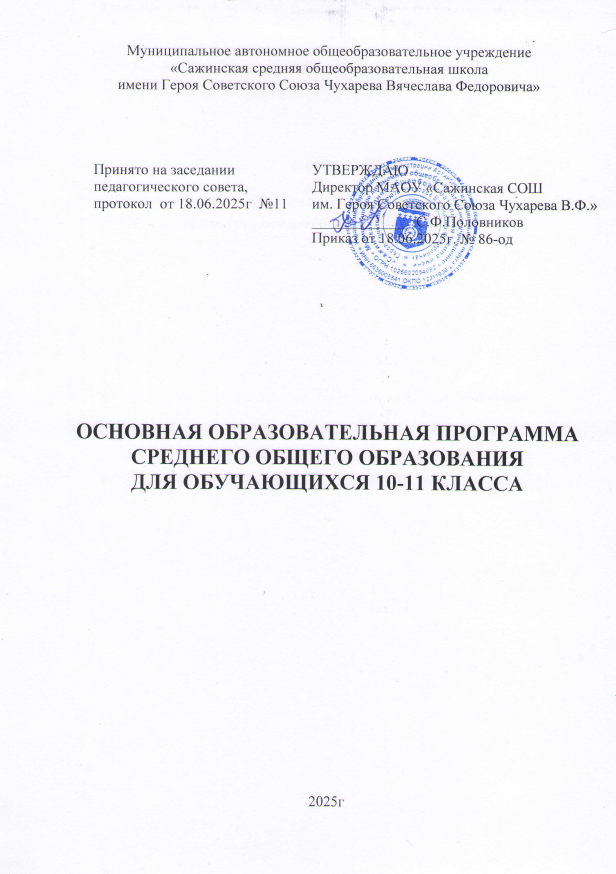 Муниципальное автономное общеобразовательное учреждение
«Сажинская средняя общеобразовательная школа
имени Героя Советского Союза Чухарева Вячеслава Федоровича»
Принято на заседании
педагогического совета,
протокол от 18.06.2025г №11
УТВЕРЖДАЮ
Директор МАОУ «Сажинская СОШ
им. Героя Советского Союза Чухарева В.Ф.»
С.Ф.Половников
Приказ от 18.06.2025г. № 86-од
ОСНОВНАЯ ОБРАЗОВАТЕЛЬНАЯ ПРОГРАММА
СРЕДНЕГО ОБЩЕГО ОБРАЗОВАНИЯ
ДЛЯ ОБУЧАЮЩИХСЯ 10-11 КЛАССА
2025г